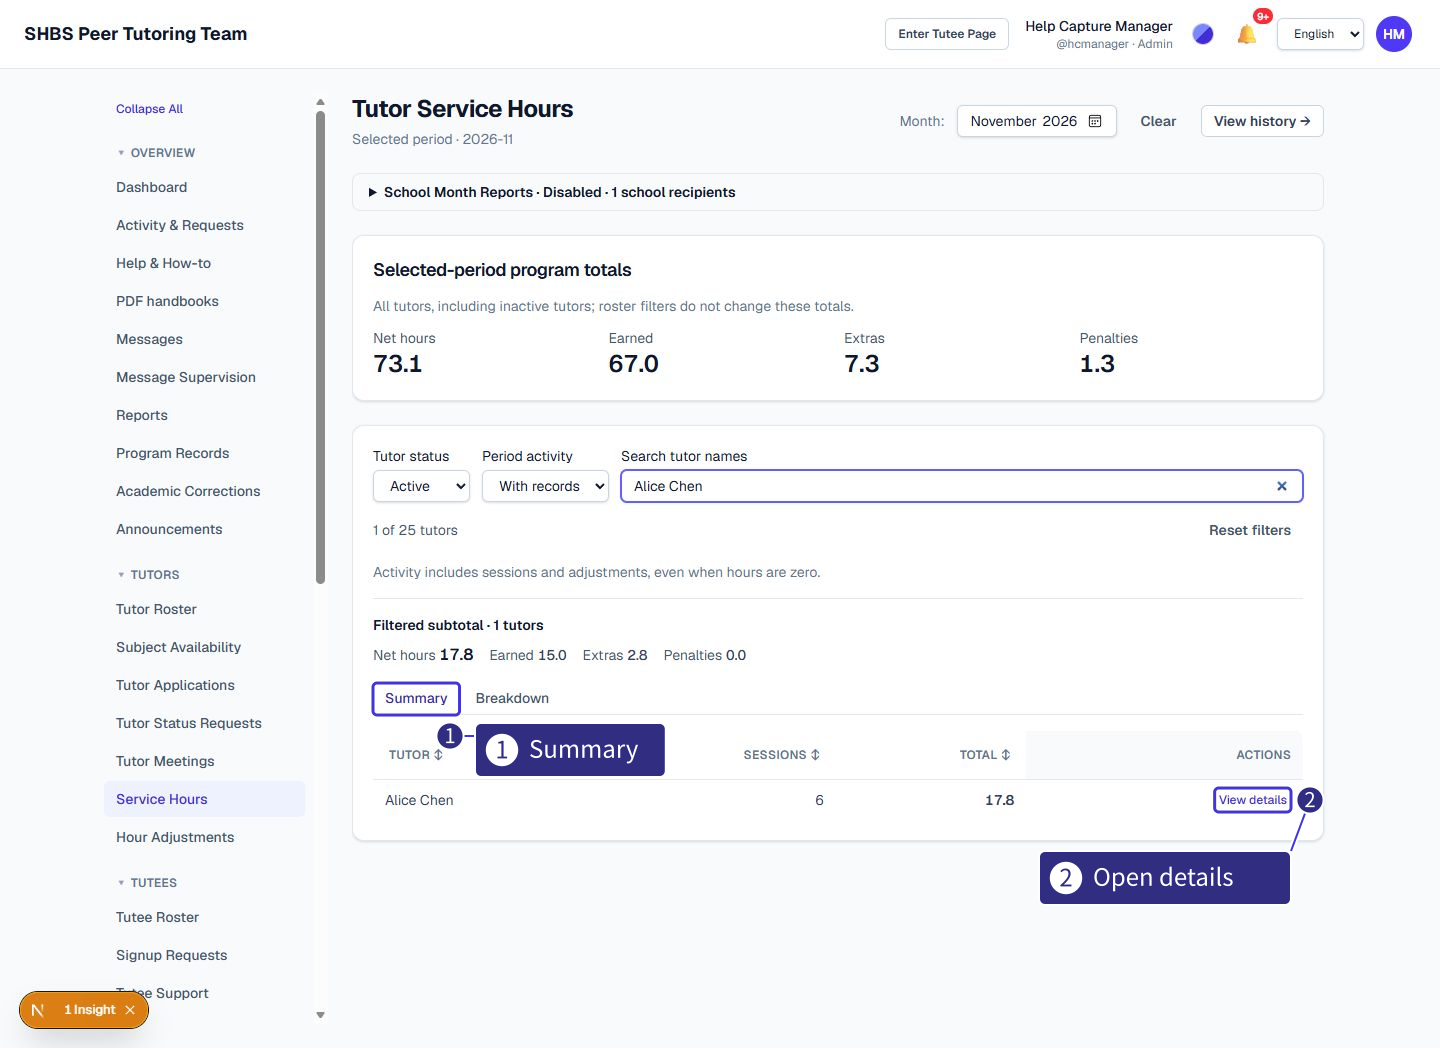 SHBS Peer Tutoring Team
Enter Tutee Page
Help Capture Manager
@hcmanager · Admin
9+
English
HM
Collapse All
OVERVIEW
Dashboard
Activity & Requests
Help & How-to
PDF handbooks
Messages
Message Supervision
Reports
Program Records
Academic Corrections
Announcements
TUTORS
Tutor Roster
Subject Availability
Tutor Applications
Tutor Status Requests
Tutor Meetings
Service Hours
Hour Adjustments
TUTEES
Tutee Roster
Signup Requests
Tutee Support
N 1 Insight ×
Tutor Service Hours
Selected period · 2026-11
Month: November 2026 Clear View history →
School Month Reports · Disabled · 1 school recipients
Selected-period program totals
All tutors, including inactive tutors; roster filters do not change these totals.
Net hours Earned Extras Penalties
73.1 67.0 7.3 1.3
Tutor status Period activity Search tutor names
Active With records Alice Chen ×
1 of 25 tutors Reset filters
Activity includes sessions and adjustments, even when hours are zero.
Filtered subtotal · 1 tutors
Net hours 17.8 Earned 15.0 Extras 2.8 Penalties 0.0
Summary Breakdown
1 1 Summary
TUTOR SESSIONS TOTAL ACTIONS
Alice Chen 6 17.8 View details 2
2 Open details